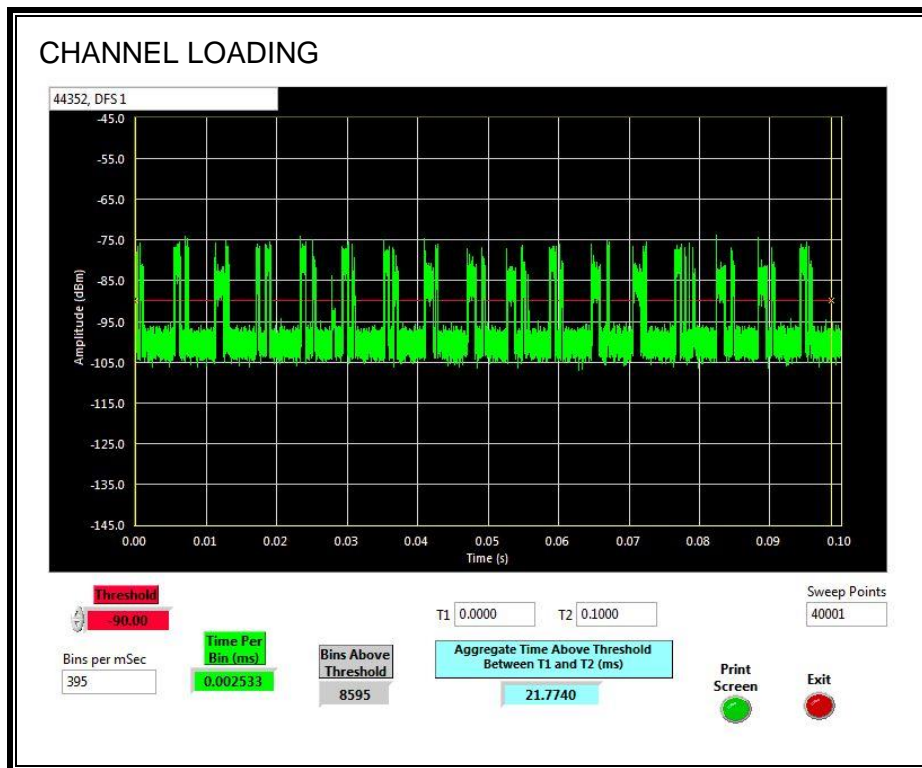 CHANNEL LOADING
44352, DFS 1
-45.0
-55.0
-65.0
-75.0
-85.0
-95.0
-105.0
-115.0
-125.0
-135.0
-145.0
Amplitude (dBm)
0.00 0.01 0.02 0.03 0.04 0.05 0.06 0.07 0.08 0.09 0.10
Time (s)
Threshold
-90.00
Bins per mSec
395
Time Per
Bin (ms)
0.002533
Bins Above
Threshold
8595
T1 0.0000 T2 0.1000
Aggregate Time Above Threshold
Between T1 and T2 (ms)
21.7740
Sweep Points
40001
Print
Screen
Exit